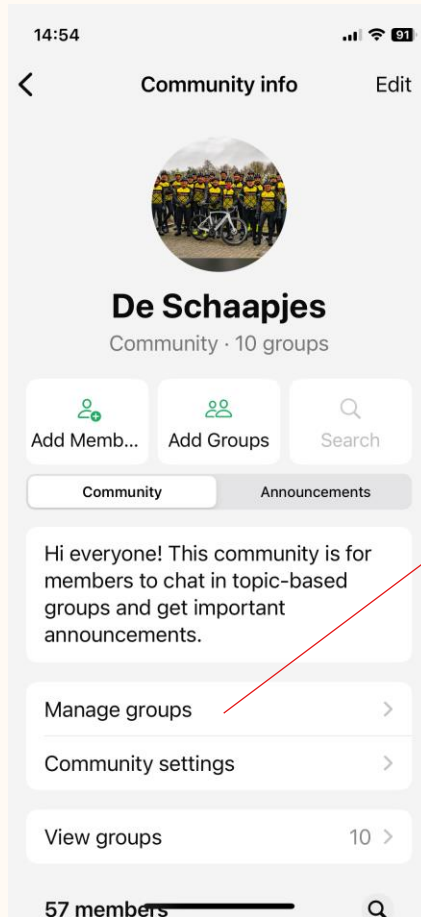 14:54
91
Community info
Edit
De Schaapjes
Community · 10 groups
Add Memb...
Add Groups
Search
Community
Announcements
Hi everyone! This community is for
members to chat in topic-based
groups and get important
announcements.
Manage groups
Community settings
View groups
10
57 members